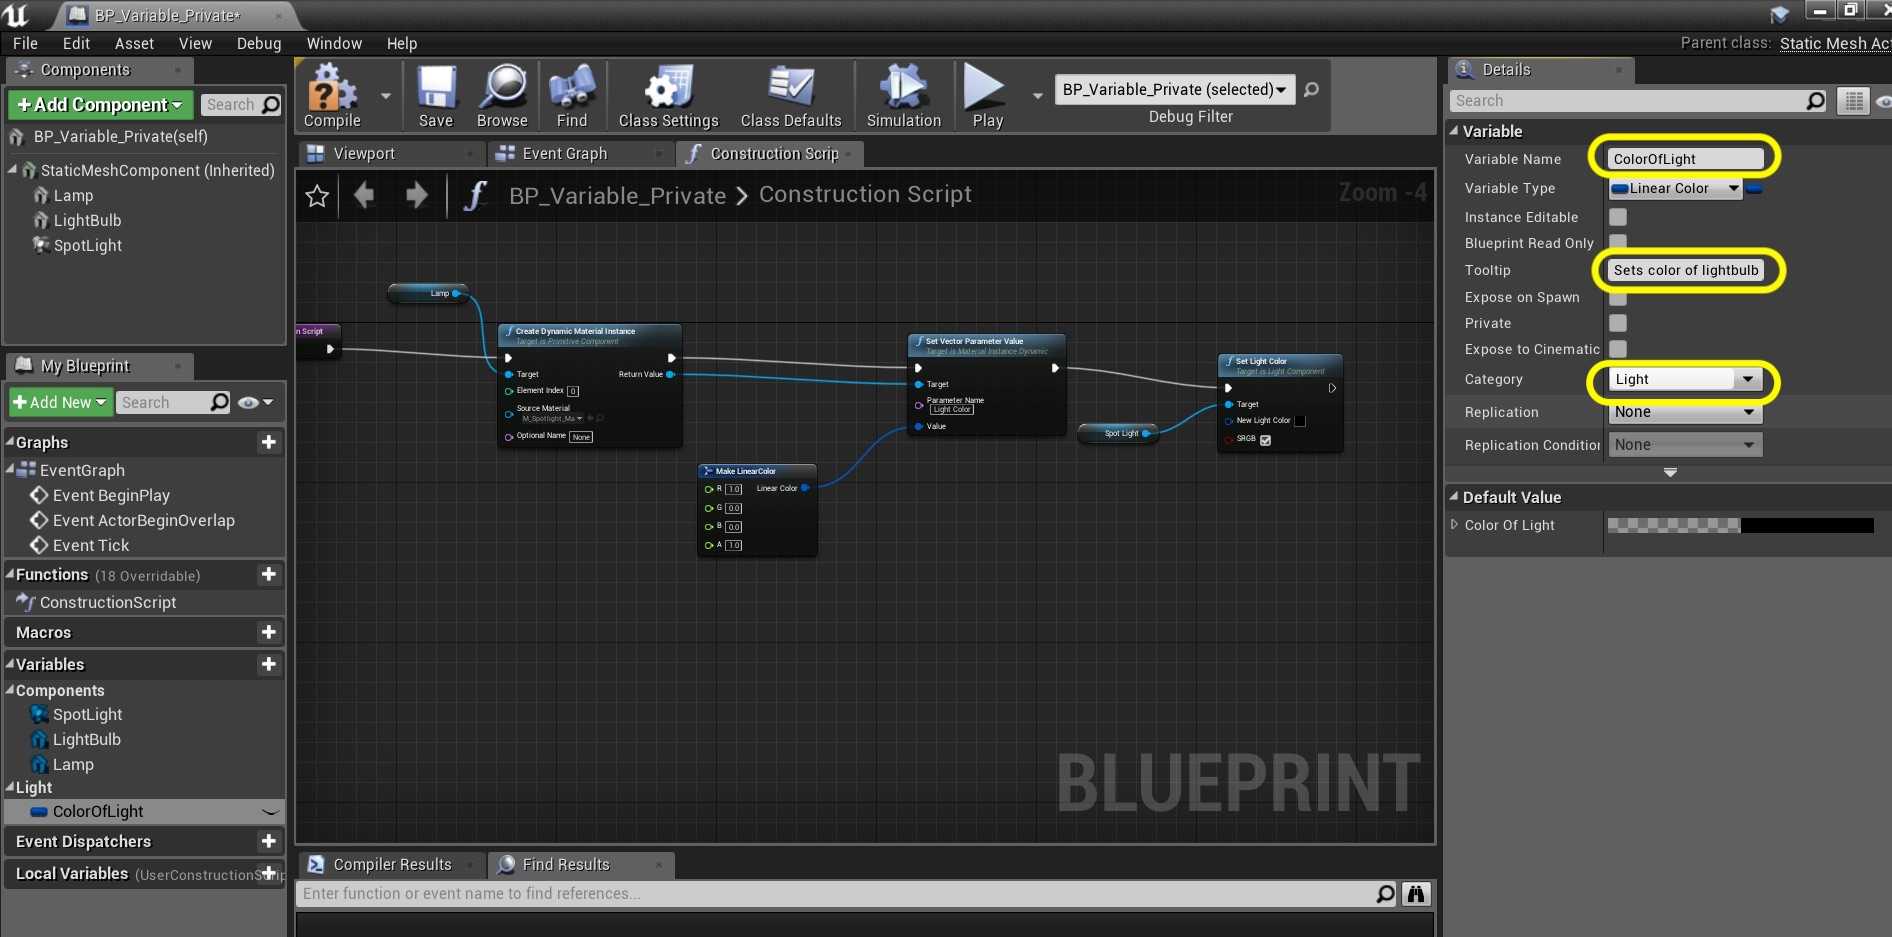 BP_Variable_Private*
File Edit Asset View Debug Window Help
Parent class: Static Mesh Act
Components
+Add Component
Search
BP_Variable_Private(self)
StaticMeshComponent (Inherited)
Lamp
LightBulb
SpotLight
My Blueprint
+Add New
Search
Graphs
EventGraph
Event BeginPlay
Event ActorBeginOverlap
Event Tick
Functions (18 Overridable)
ConstructionScript
Macros
Variables
Components
SpotLight
LightBulb
Lamp
Light
ColorOfLight
Event Dispatchers
Local Variables (UserConstructionScrip
Compile
Save
Browse
Find
Class Settings
Class Defaults
Simulation
Play
BP_Variable_Private (selected)
Debug Filter
Viewport
Event Graph
Construction Scrip
BP_Variable_Private > Construction Script
Zoom -4
Lamp
n Script
Create Dynamic Material Instance
Target is Primitive Component
Target
Return Value
Element Index 0
Source Material
M_Spotlight_Ma
Optional Name None
Set Vector Parameter Value
Target is Material Instance Dynamic
Target
Parameter Name
Light Color
Value
Make LinearColor
R 1.0 Linear Color
G 0.0
B 0.0
A 1.0
Spot Light
Set Light Color
Target is Light Component
Target
New Light Color
SRGB
BLUEPRINT
Compiler Results
Find Results
Enter function or event name to find references...
Details
Search
Variable
Variable Name ColorOfLight
Variable Type Linear Color
Instance Editable
Blueprint Read Only
Tooltip Sets color of lightbulb
Expose on Spawn
Private
Expose to Cinematic
Category Light
Replication None
Replication Condition None
Default Value
Color Of Light